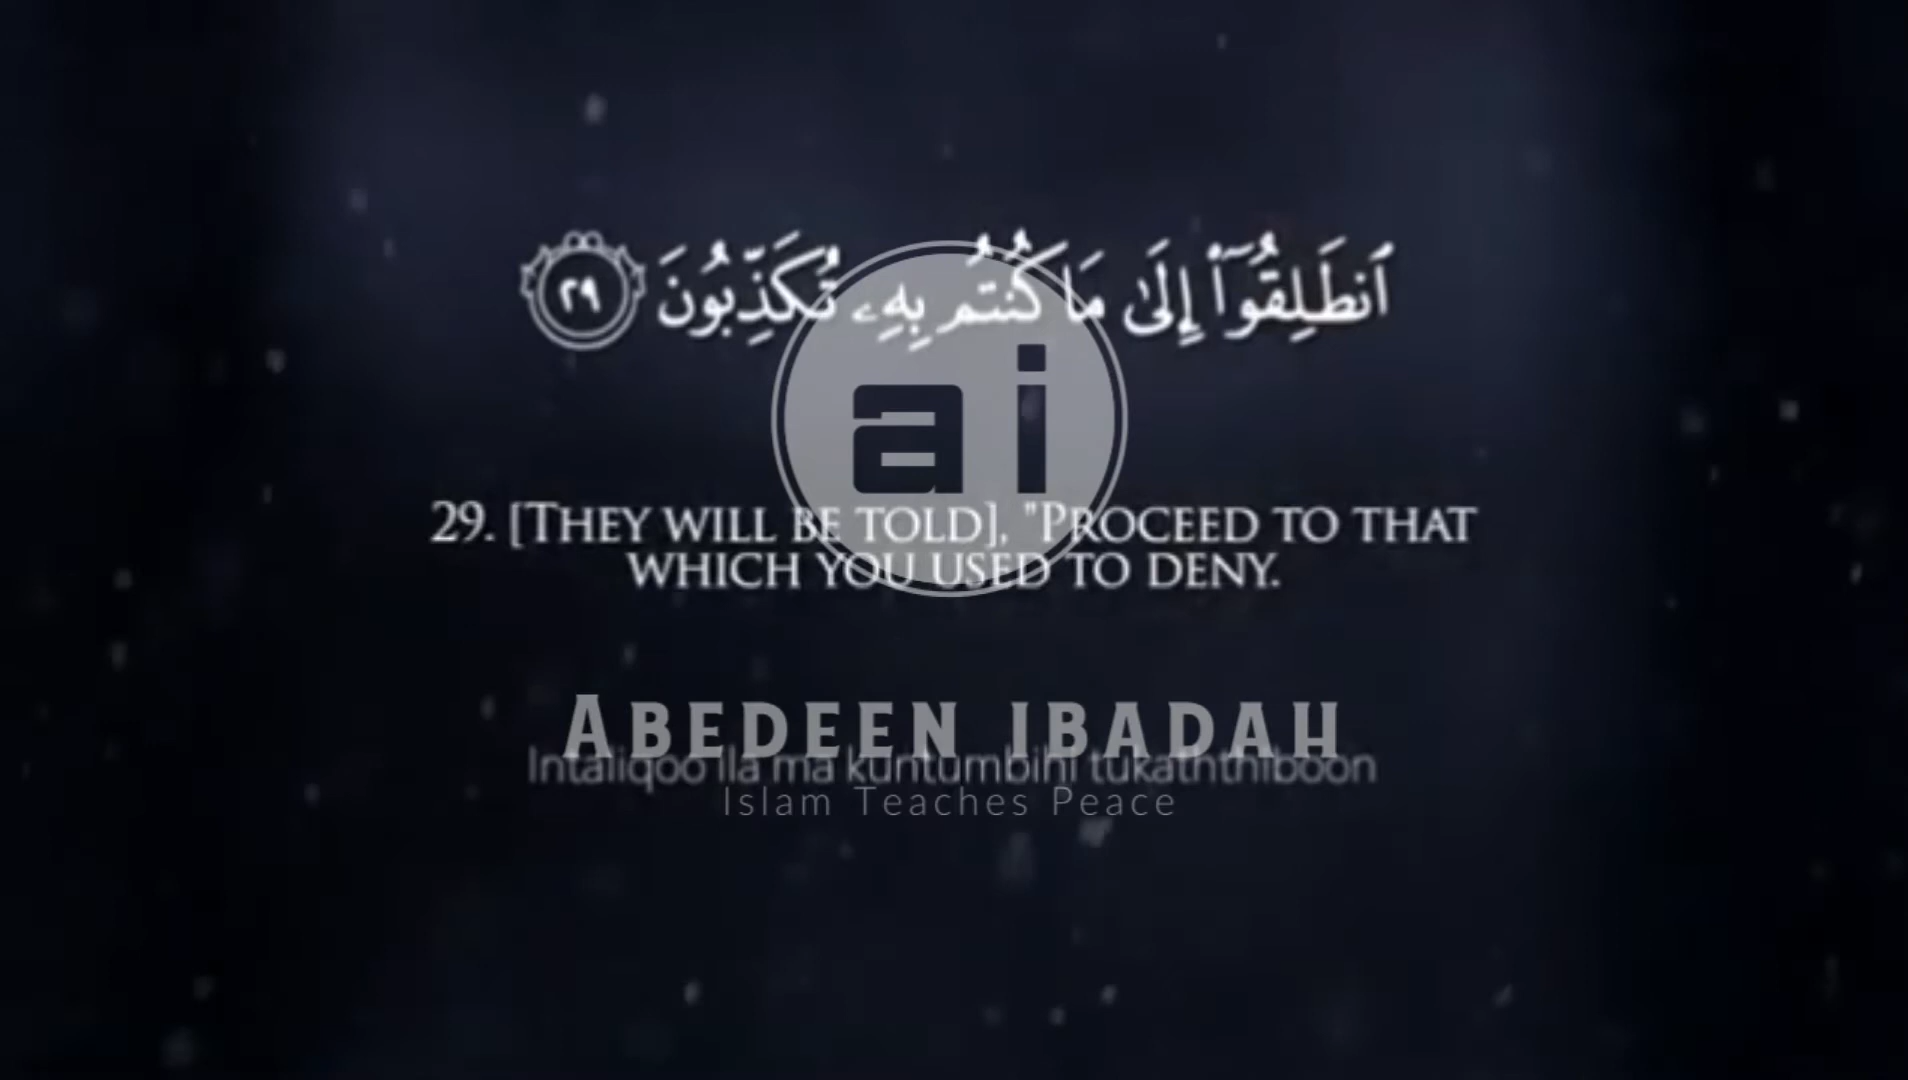 ٱنطَلِقُوٓا۟ إِلَىٰ مَا كُنتُم بِهِۦ تُكَذِّبُونَ ٢٩
ai
29. [THEY WILL BE TOLD], "PROCEED TO THAT
WHICH YOU USED TO DENY.
ABEDEEN IBADAH
Intaliqoo ila ma kuntumbihi tukaththiboon
Islam Teaches Peace